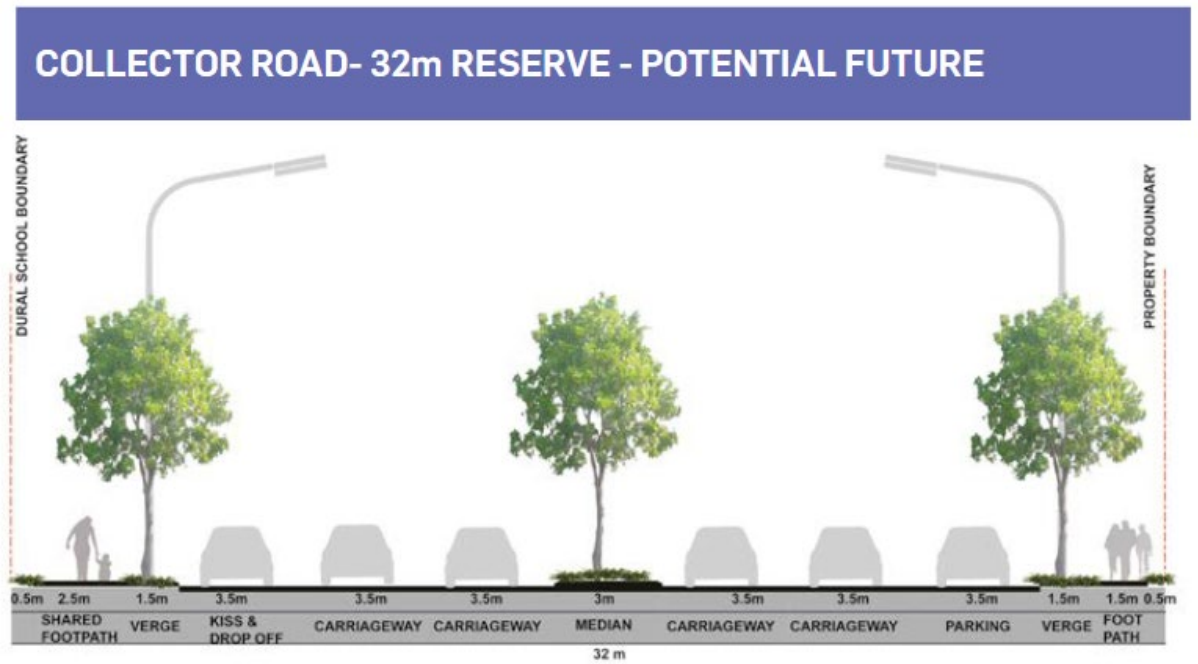 COLLECTOR ROAD- 32m RESERVE - POTENTIAL FUTURE
DURAL SCHOOL BOUNDARY
PROPERTY BOUNDARY
0.5m 2.5m 1.5m 3.5m 3.5m 3.5m 3m 3.5m 3.5m 3.5m 1.5m 1.5m 0.5m
SHARED
FOOTPATH
VERGE
KISS &
DROP OFF
CARRIAGEWAY
CARRIAGEWAY
MEDIAN
CARRIAGEWAY
CARRIAGEWAY
PARKING
VERGE
FOOT
PATH
32 m